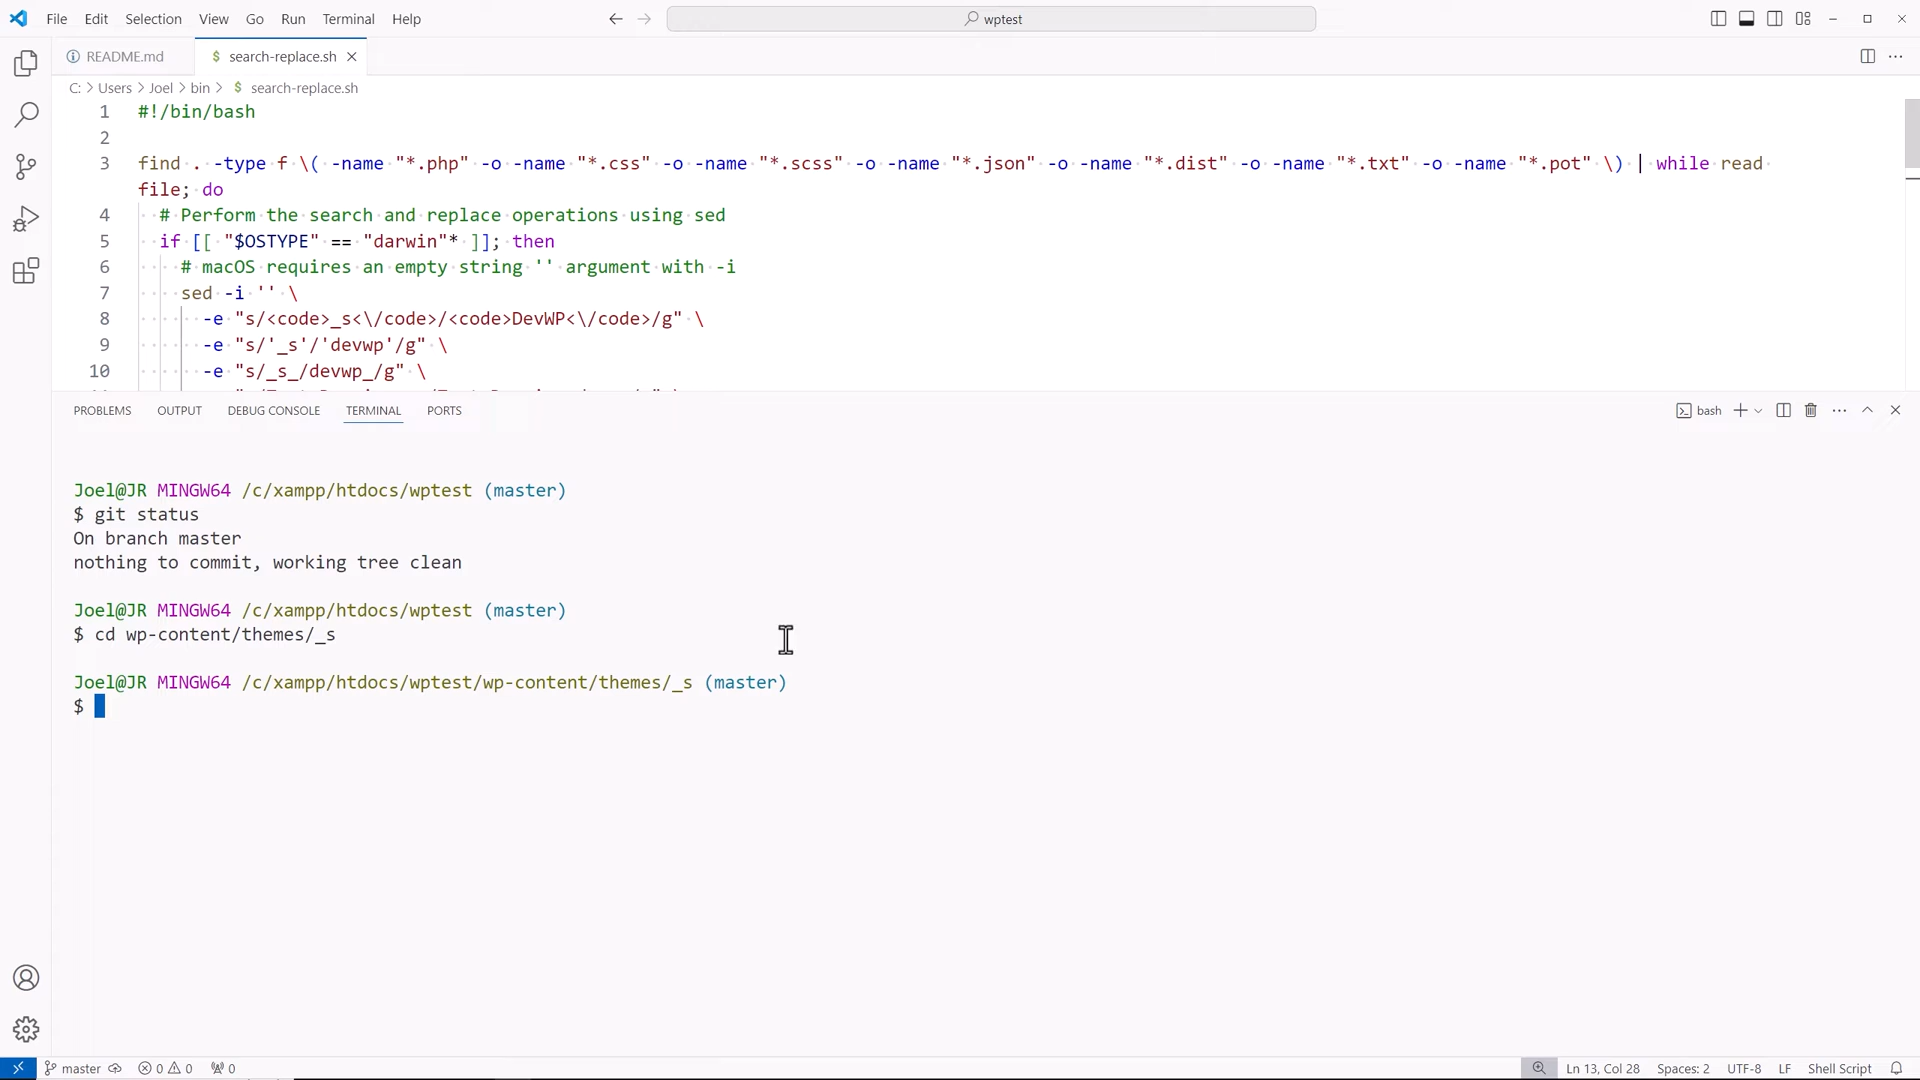 File Edit Selection View Go Run Terminal Help
wptest
README.md
search-replace.sh
C: > Users > Joel > bin > $ search-replace.sh
1 #!/bin/bash
2
3 find . -type f \( -name "*.php" -o -name "*.css" -o -name "*.scss" -o -name "*.json" -o -name "*.dist" -o -name "*.txt" -o -name "*.pot" \) | while read
file; do
4 # Perform the search and replace operations using sed
5 if [[ "$OSTYPE" == "darwin"* ]]; then
6 # macOS requires an empty string '' argument with -i
7 sed -i '' \
8 -e "s/<code>_s<\/code>/<code>DevWP<\/code>/g" \
9 -e "s/'_s'/'devwp'/g" \
10 -e "s/_s_/devwp_/g" \
PROBLEMS OUTPUT DEBUG CONSOLE TERMINAL PORTS
bash
Joel@JR MINGW64 /c/xampp/htdocs/wptest (master)
$ git status
On branch master
nothing to commit, working tree clean
Joel@JR MINGW64 /c/xampp/htdocs/wptest (master)
$ cd wp-content/themes/_s
Joel@JR MINGW64 /c/xampp/htdocs/wptest/wp-content/themes/_s (master)
$
master 0 0 0 Ln 13, Col 28 Spaces: 2 UTF-8 LF Shell Script